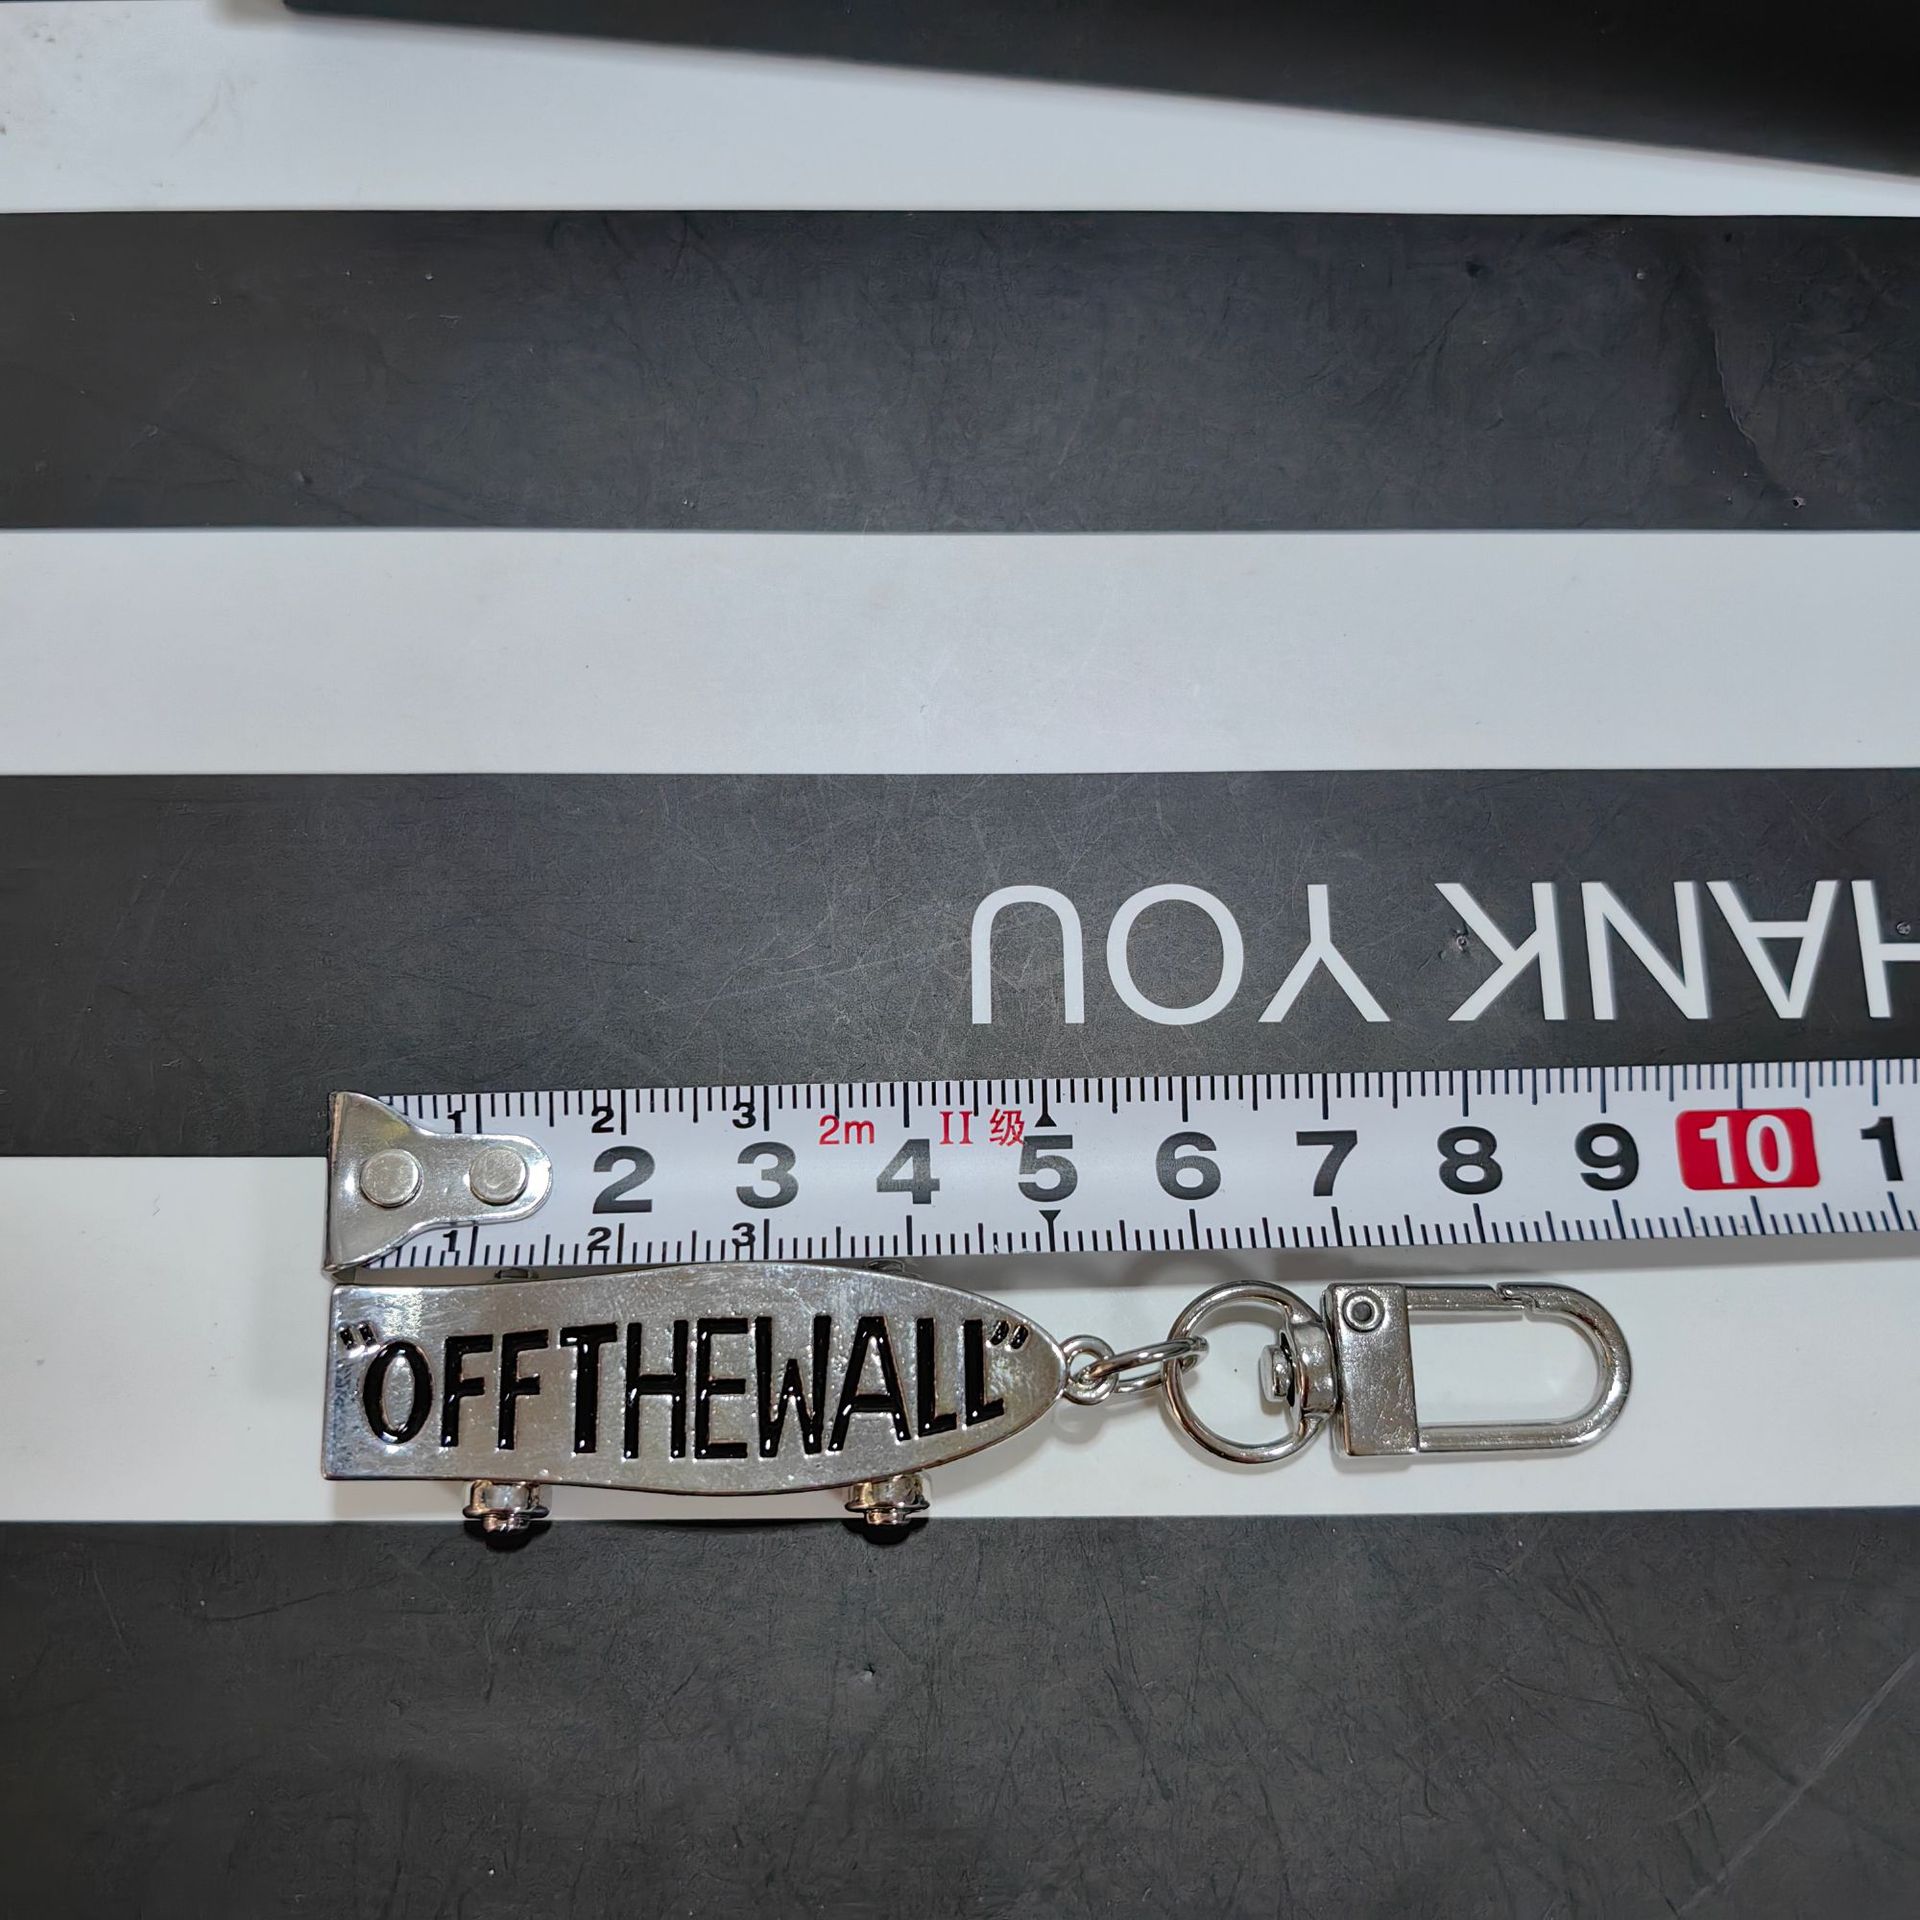 HANK YOU
1 2 3
2m II 级
2 3 4 5 6 7 8 9 10 1
1 2 3
"OFFTHEWALL"